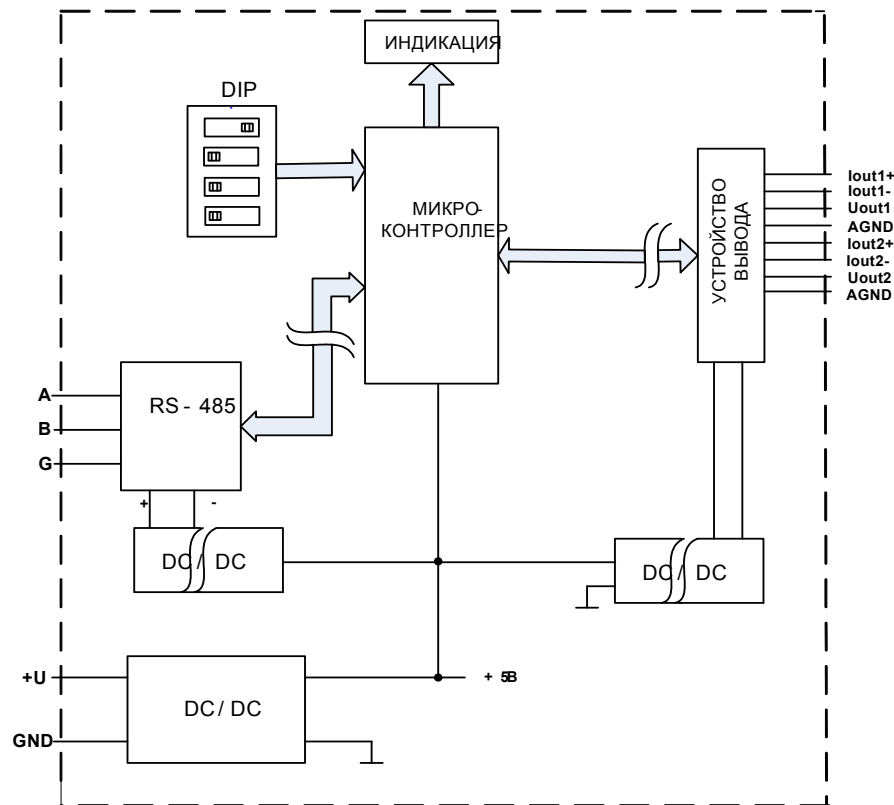 ИНДИКАЦИЯ
DIP
МИКРО-
КОНТРОЛЛЕР
УСТРОЙСТВО
ВЫВОДА
Iout1+
Iout1-
Uout1
AGND
Iout2+
Iout2-
Uout2
AGND
A
B
G
RS - 485
+ -
DC / DC
DC / DC
+U
GND
DC / DC
+ 5В